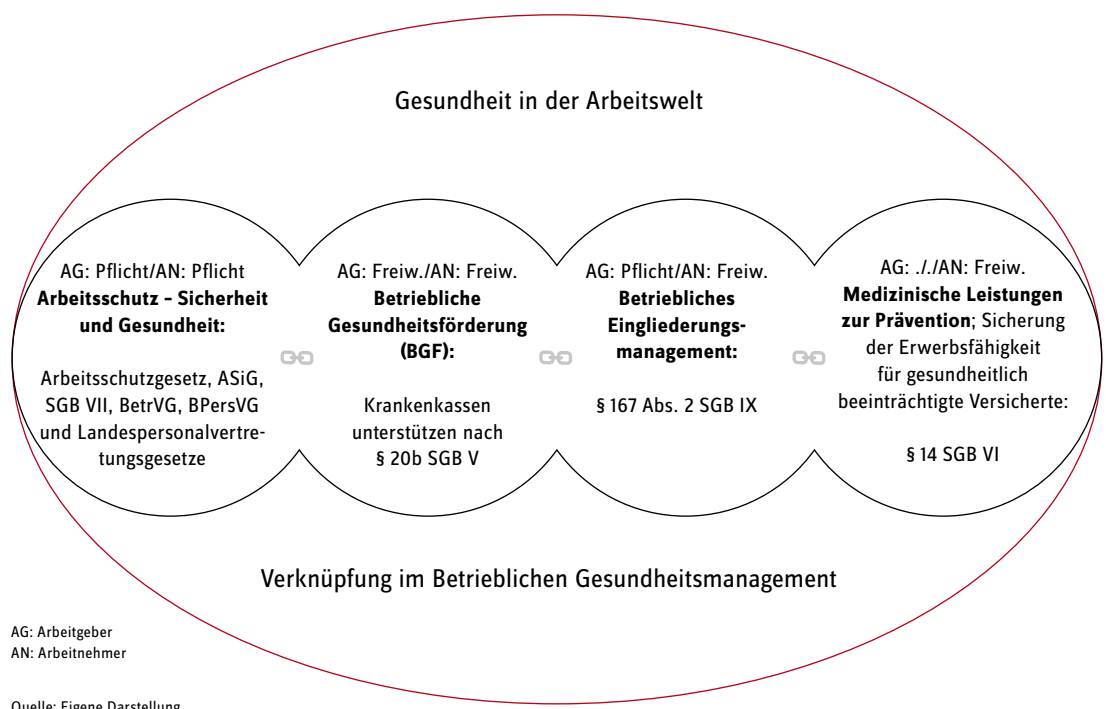 Gesundheit in der Arbeitswelt
AG: Pflicht/AN: Pflicht
Arbeitsschutz – Sicherheit
und Gesundheit:
Arbeitsschutzgesetz, ASiG,
SGB VII, BetrVG, BPersVG
und Landespersonalvertre-
tungsgesetze
AG: Freiw./AN: Freiw.
Betriebliche
Gesundheitsförderung
(BGF):
Krankenkassen
unterstützen nach
§ 20b SGB V
AG: Pflicht/AN: Freiw.
Betriebliches
Eingliederungs-
management:
§ 167 Abs. 2 SGB IX
AG: ././AN: Freiw.
Medizinische Leistungen
zur Prävention; Sicherung
der Erwerbsfähigkeit
für gesundheitlich
beeinträchtigte Versicherte:
§ 14 SGB VI
Verknüpfung im Betrieblichen Gesundheitsmanagement
AG: Arbeitgeber
AN: Arbeitnehmer
Quelle: Eigene Darstellung